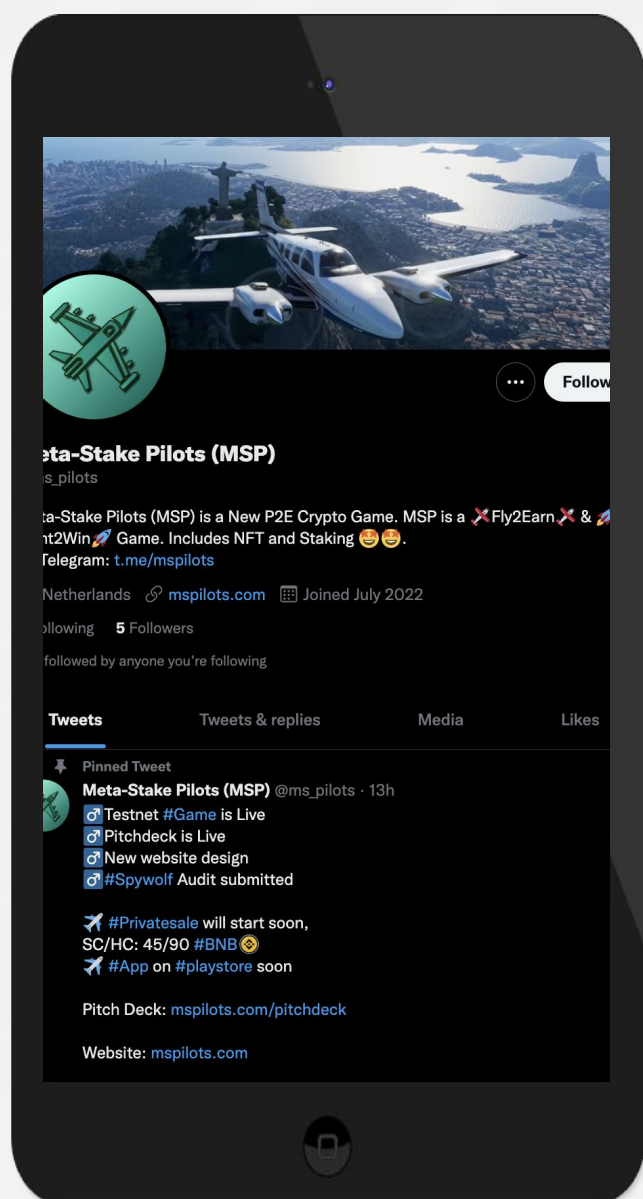 Follow
eta-Stake Pilots (MSP)
s_pilots
ta-Stake Pilots (MSP) is a New P2E Crypto Game. MSP is a ✈Fly2Earn✈ & 🚀
nt2Win🚀 Game. Includes NFT and Staking 🤩🤩.
Telegram: t.me/mspilots
Netherlands mspilots.com Joined July 2022
ollowing 5 Followers
followed by anyone you’re following
Tweets Tweets & replies Media Likes
Pinned Tweet
Meta-Stake Pilots (MSP) @ms_pilots · 13h
♂Testnet #Game is Live
♂Pitchdeck is Live
♂New website design
♂#Spywolf Audit submitted
✈ #Privatesale will start soon,
SC/HC: 45/90 #BNB
✈ #App on #playstore soon
Pitch Deck: mspilots.com/pitchdeck
Website: mspilots.com